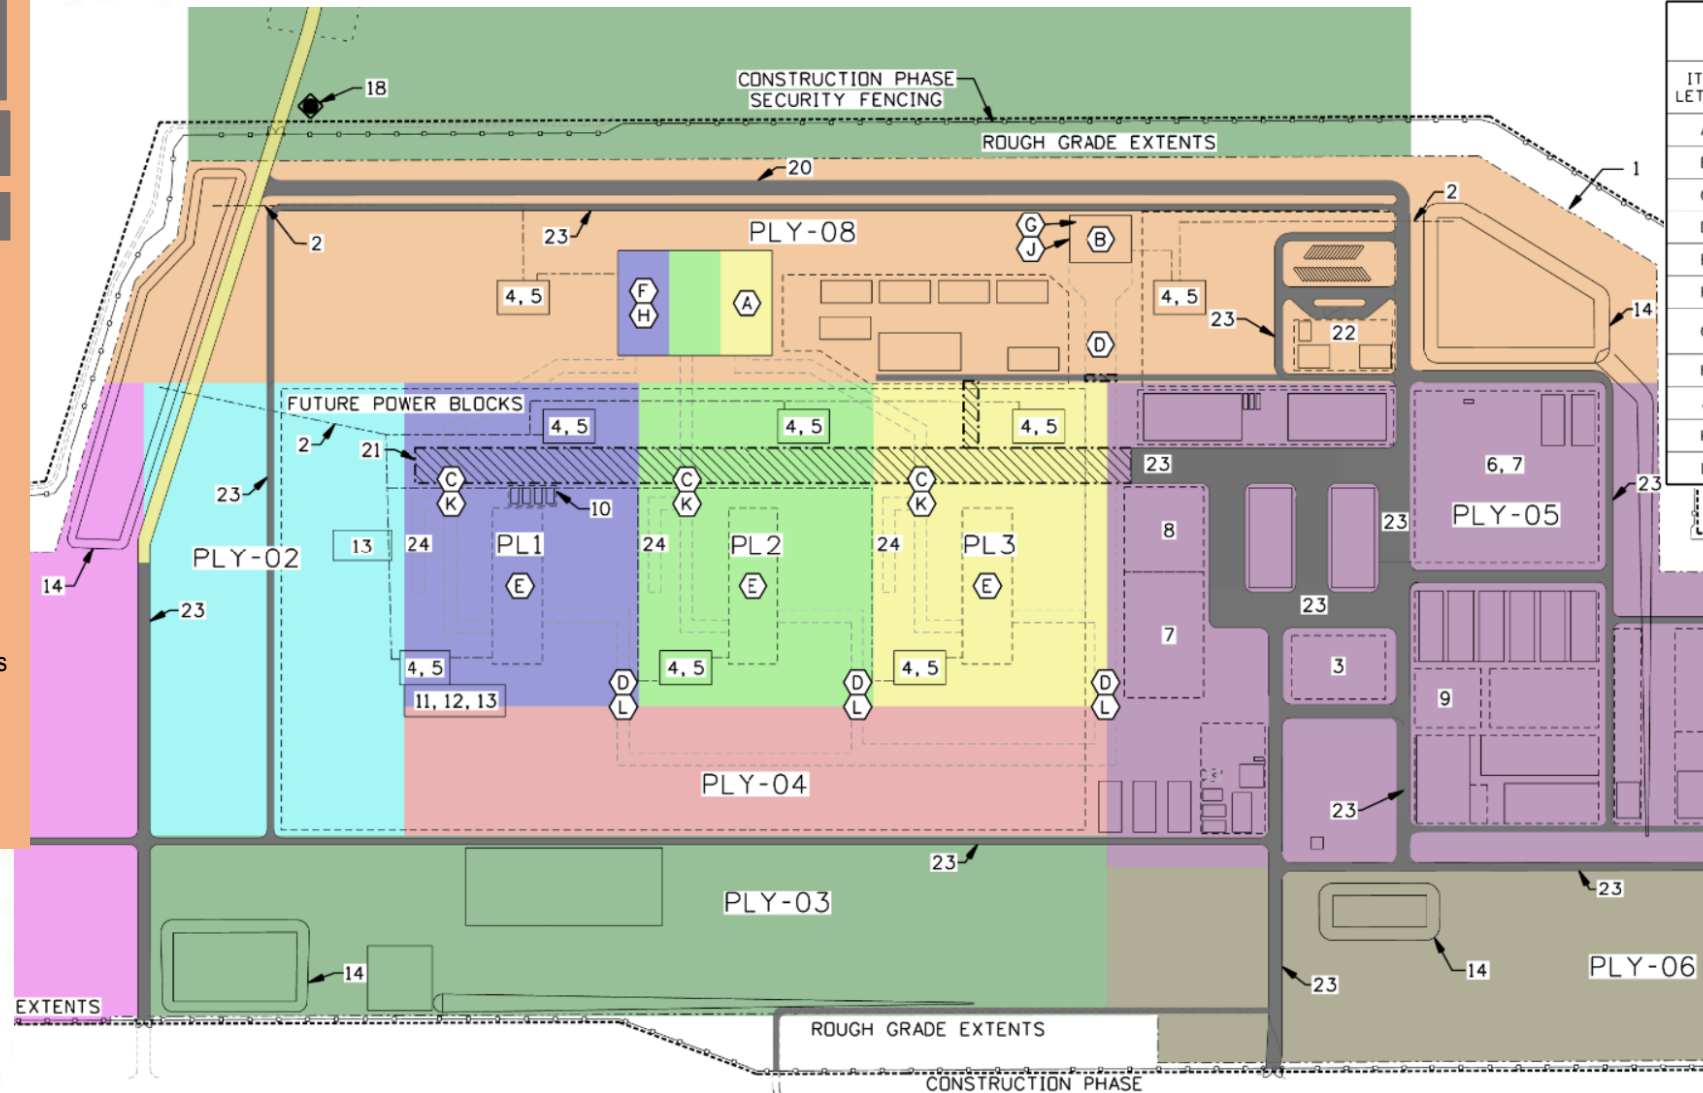 18
CONSTRUCTION PHASE
SECURITY FENCING
IT
LET
ROUGH GRADE EXTENTS
1
20
2
2
23
PLY-08
G
J
B
4, 5
F
H
A
4, 5
23
22
14
D
FUTURE POWER BLOCKS
2
21
4, 5
4, 5
4, 5
23
6, 7
23
C
K
C
K
C
K
23
10
PLY-05
23
8
PLY-02
13
24
PL1
24
PL2
24
PL3
14
E
E
E
23
23
7
s
4, 5
4, 5
4, 5
3
11, 12, 13
D
L
D
L
D
L
9
PLY-04
23
23
23
PLY-03
14
14
PLY-06
23
EXTENTS
ROUGH GRADE EXTENTS
CONSTRUCTION PHASE